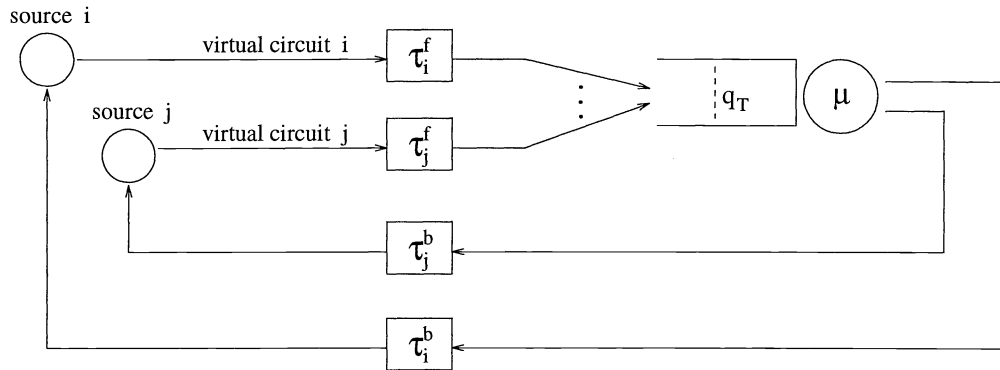 source i
virtual circuit i
τ_i^f
q_T
μ
source j
virtual circuit j
τ_j^f
τ_j^b
τ_i^b